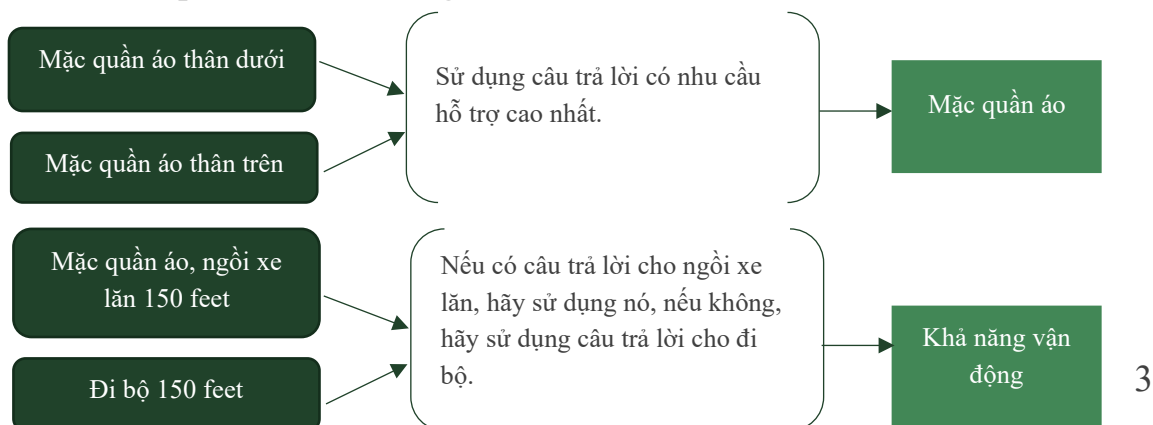 Mặc quần áo thân dưới
Mặc quần áo thân trên
Sử dụng câu trả lời có nhu cầu
hỗ trợ cao nhất.
Mặc quần áo
Mặc quần áo, ngồi xe
lăn 150 feet
Đi bộ 150 feet
Nếu có câu trả lời cho ngồi xe
lăn, hãy sử dụng nó, nếu không,
hãy sử dụng câu trả lời cho đi
bộ.
Khả năng vận
động
3